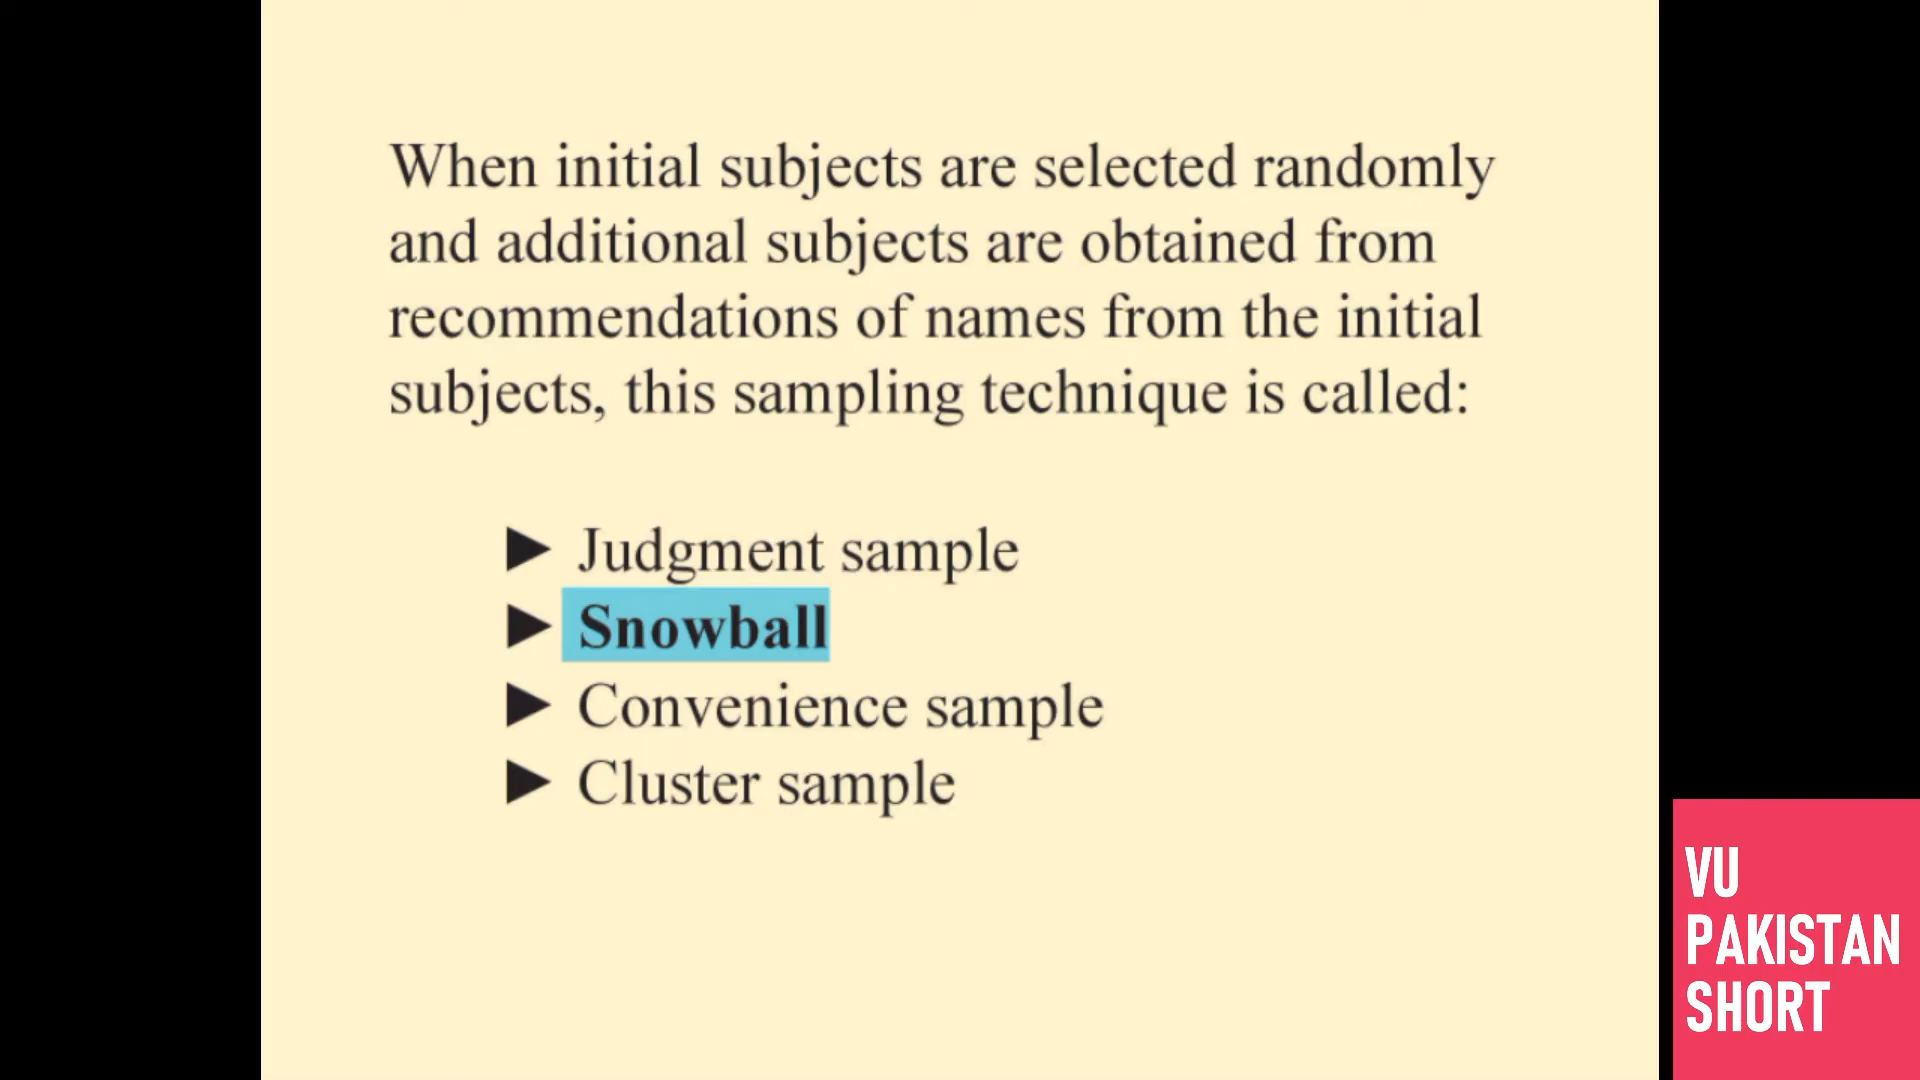 When initial subjects are selected randomly
and additional subjects are obtained from
recommendations of names from the initial
subjects, this sampling technique is called:
► Judgment sample
► Snowball
► Convenience sample
► Cluster sample
VU
PAKISTAN
SHORT